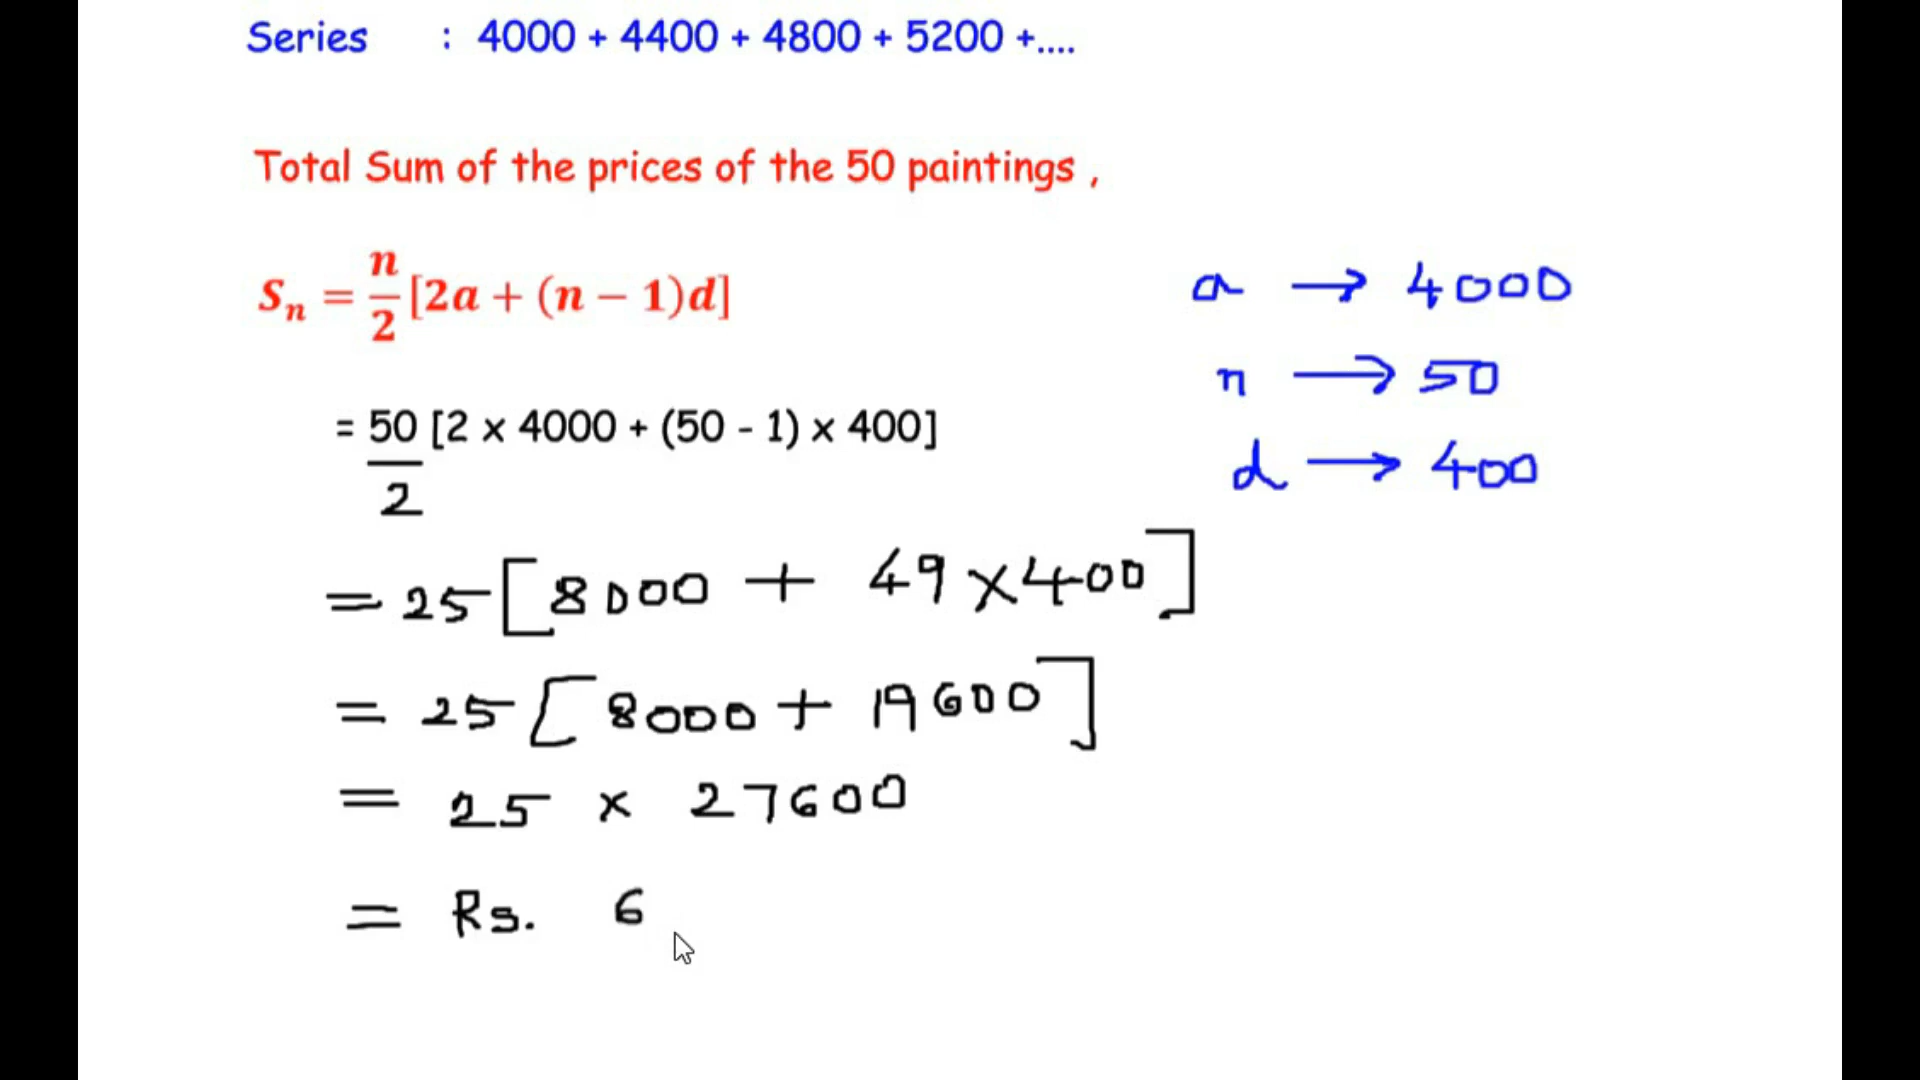 Series : 4000 + 4400 + 4800 + 5200 +....
Total Sum of the prices of the 50 paintings ,
Sₙ = n/2 [2a + (n − 1)d]
a → 4000
n → 50
d → 400
= 50/2 [2 x 4000 + (50 - 1) x 400]
= 25 [8000 + 49 x 400]
= 25 [8000 + 19600]
= 25 x 27600
= Rs. 6